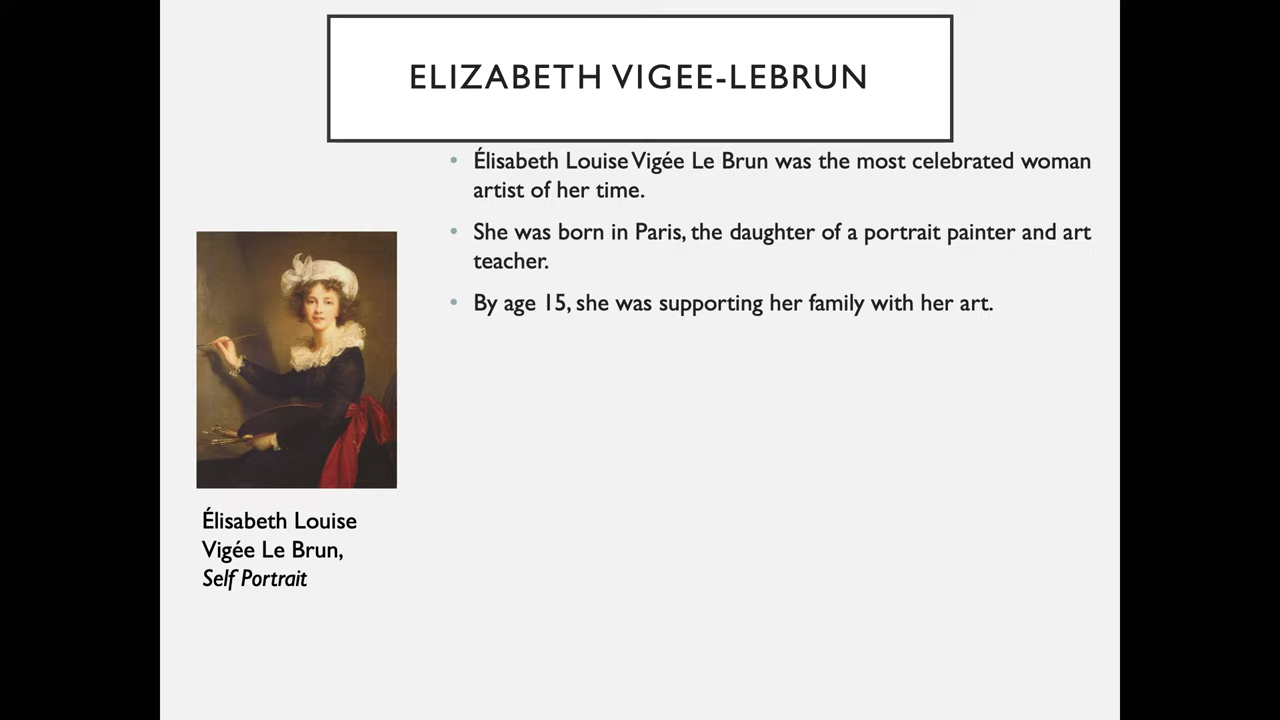 ELIZABETH VIGEE-LEBRUN
• Élisabeth Louise Vigée Le Brun was the most celebrated woman
artist of her time.
• She was born in Paris, the daughter of a portrait painter and art
teacher.
• By age 15, she was supporting her family with her art.
Élisabeth Louise
Vigée Le Brun,
Self Portrait